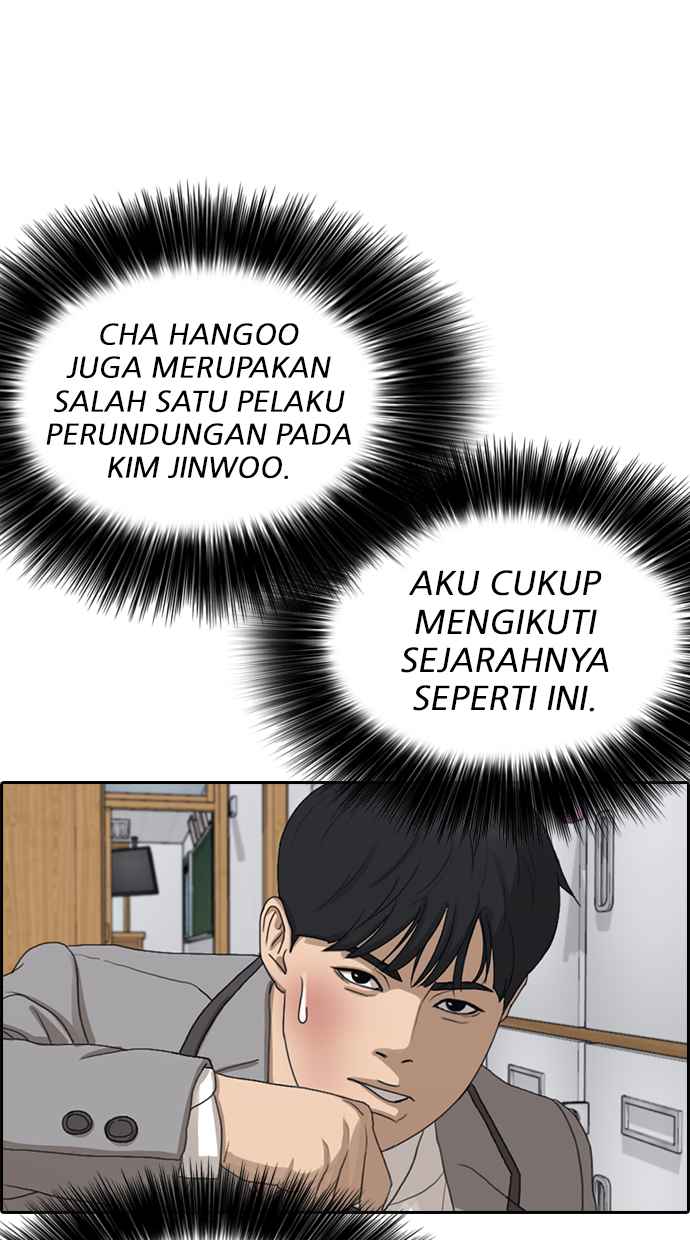 CHA HANGOO
JUGA MERUPAKAN
SALAH SATU PELAKU
PERUNDUNGAN PADA
KIM JINWOO.
AKU CUKUP
MENGIKUTI
SEJARAHNYA
SEPERTI INI.